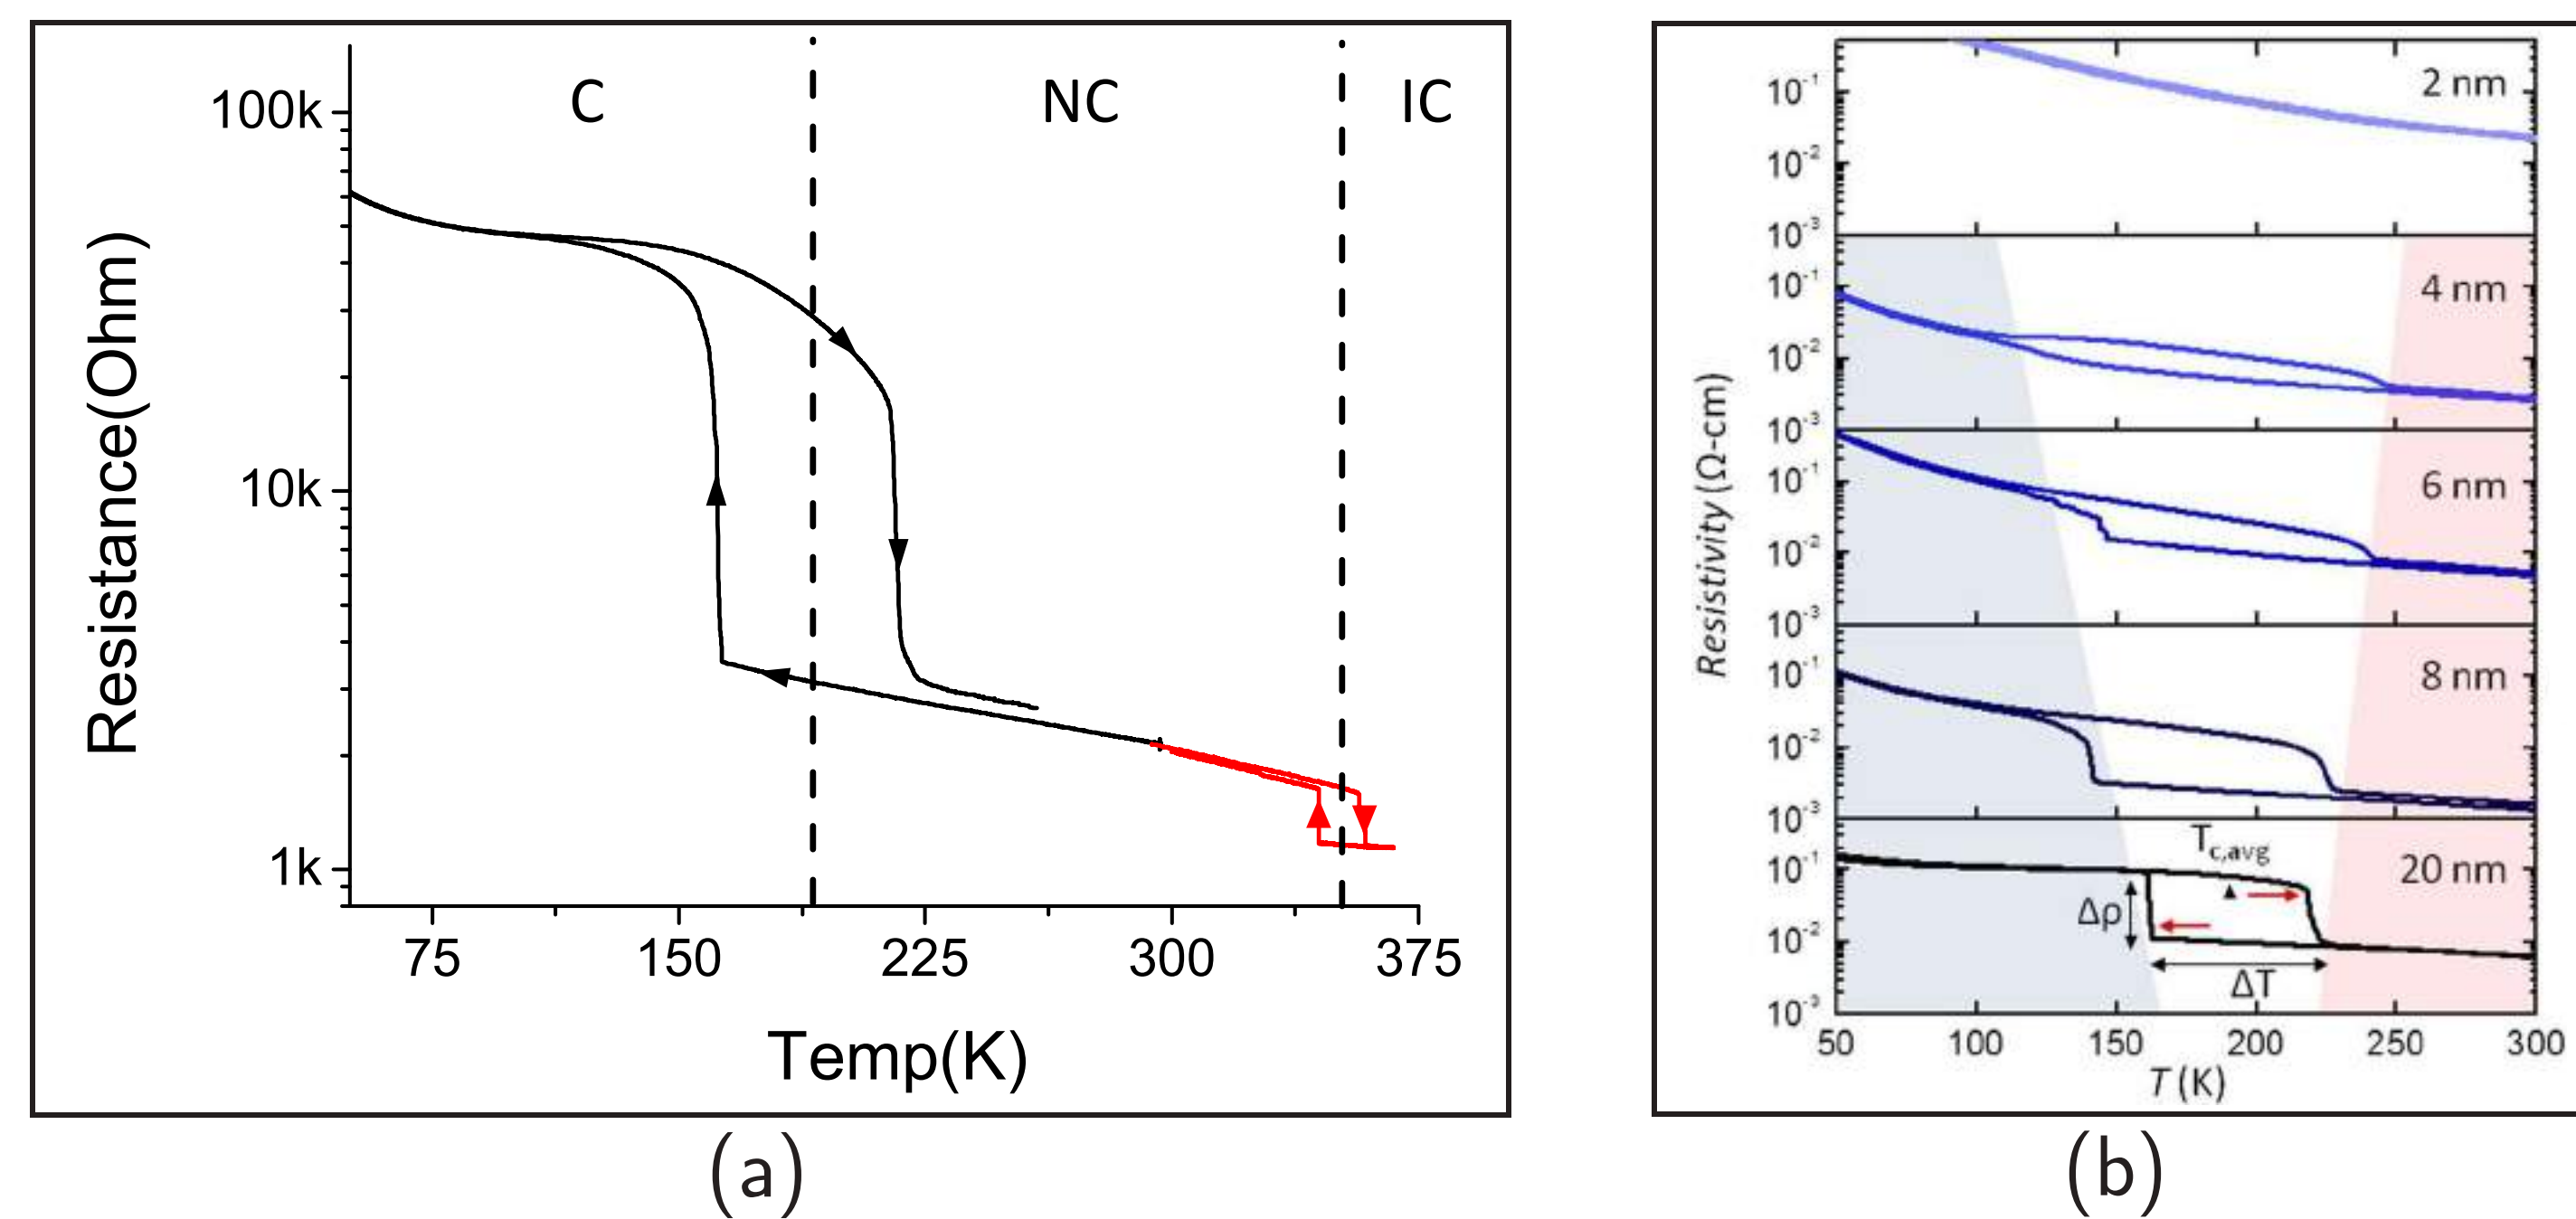 C NC IC
100k
10k
1k
Resistance(Ohm)
75 150 225 300 375
Temp(K)
(a)
2 nm
10⁻¹
10⁻²
10⁻³
4 nm
10⁻¹
10⁻²
10⁻³
6 nm
10⁻¹
10⁻²
10⁻³
8 nm
10⁻¹
10⁻²
10⁻³
20 nm
10⁻¹
10⁻²
10⁻³
T_c,avg
Δρ
ΔT
Resistivity (Ω-cm)
50 100 150 200 250 300
T (K)
(b)